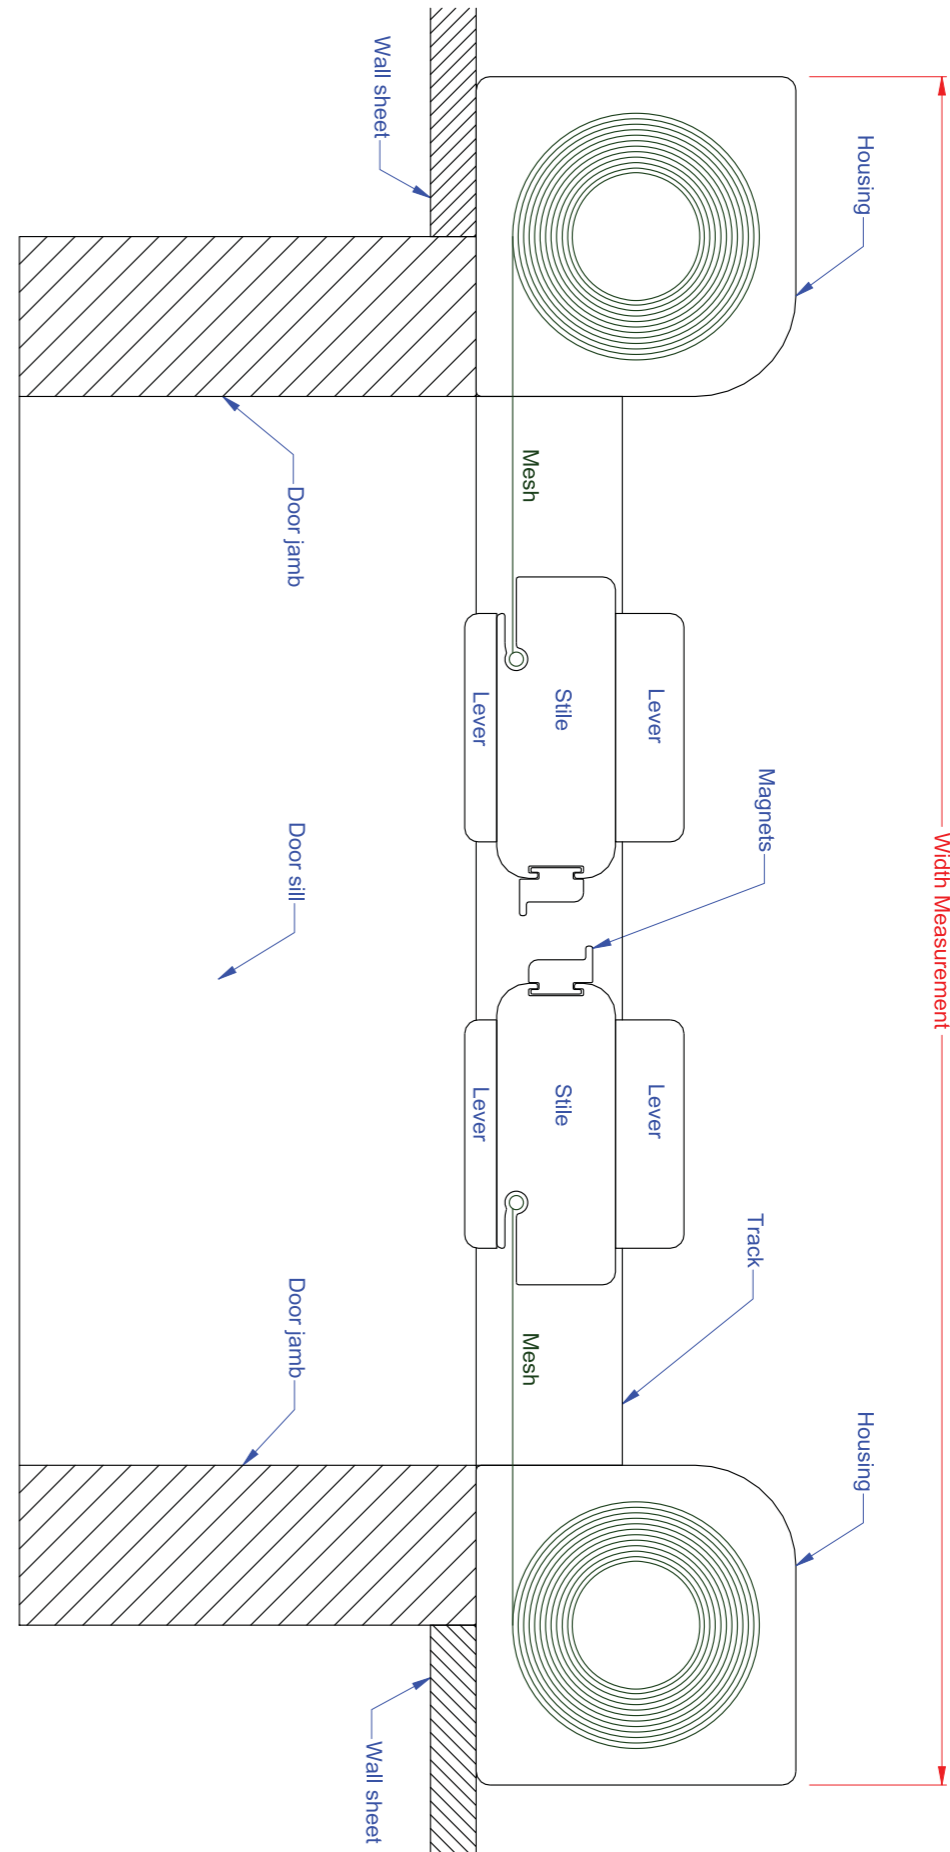 Wall sheet
Housing
Mesh
Door jamb
Lever
Stile
Lever
Magnets
Door sill
Width Measurement
Lever
Stile
Lever
Track
Door jamb
Mesh
Housing
Wall sheet